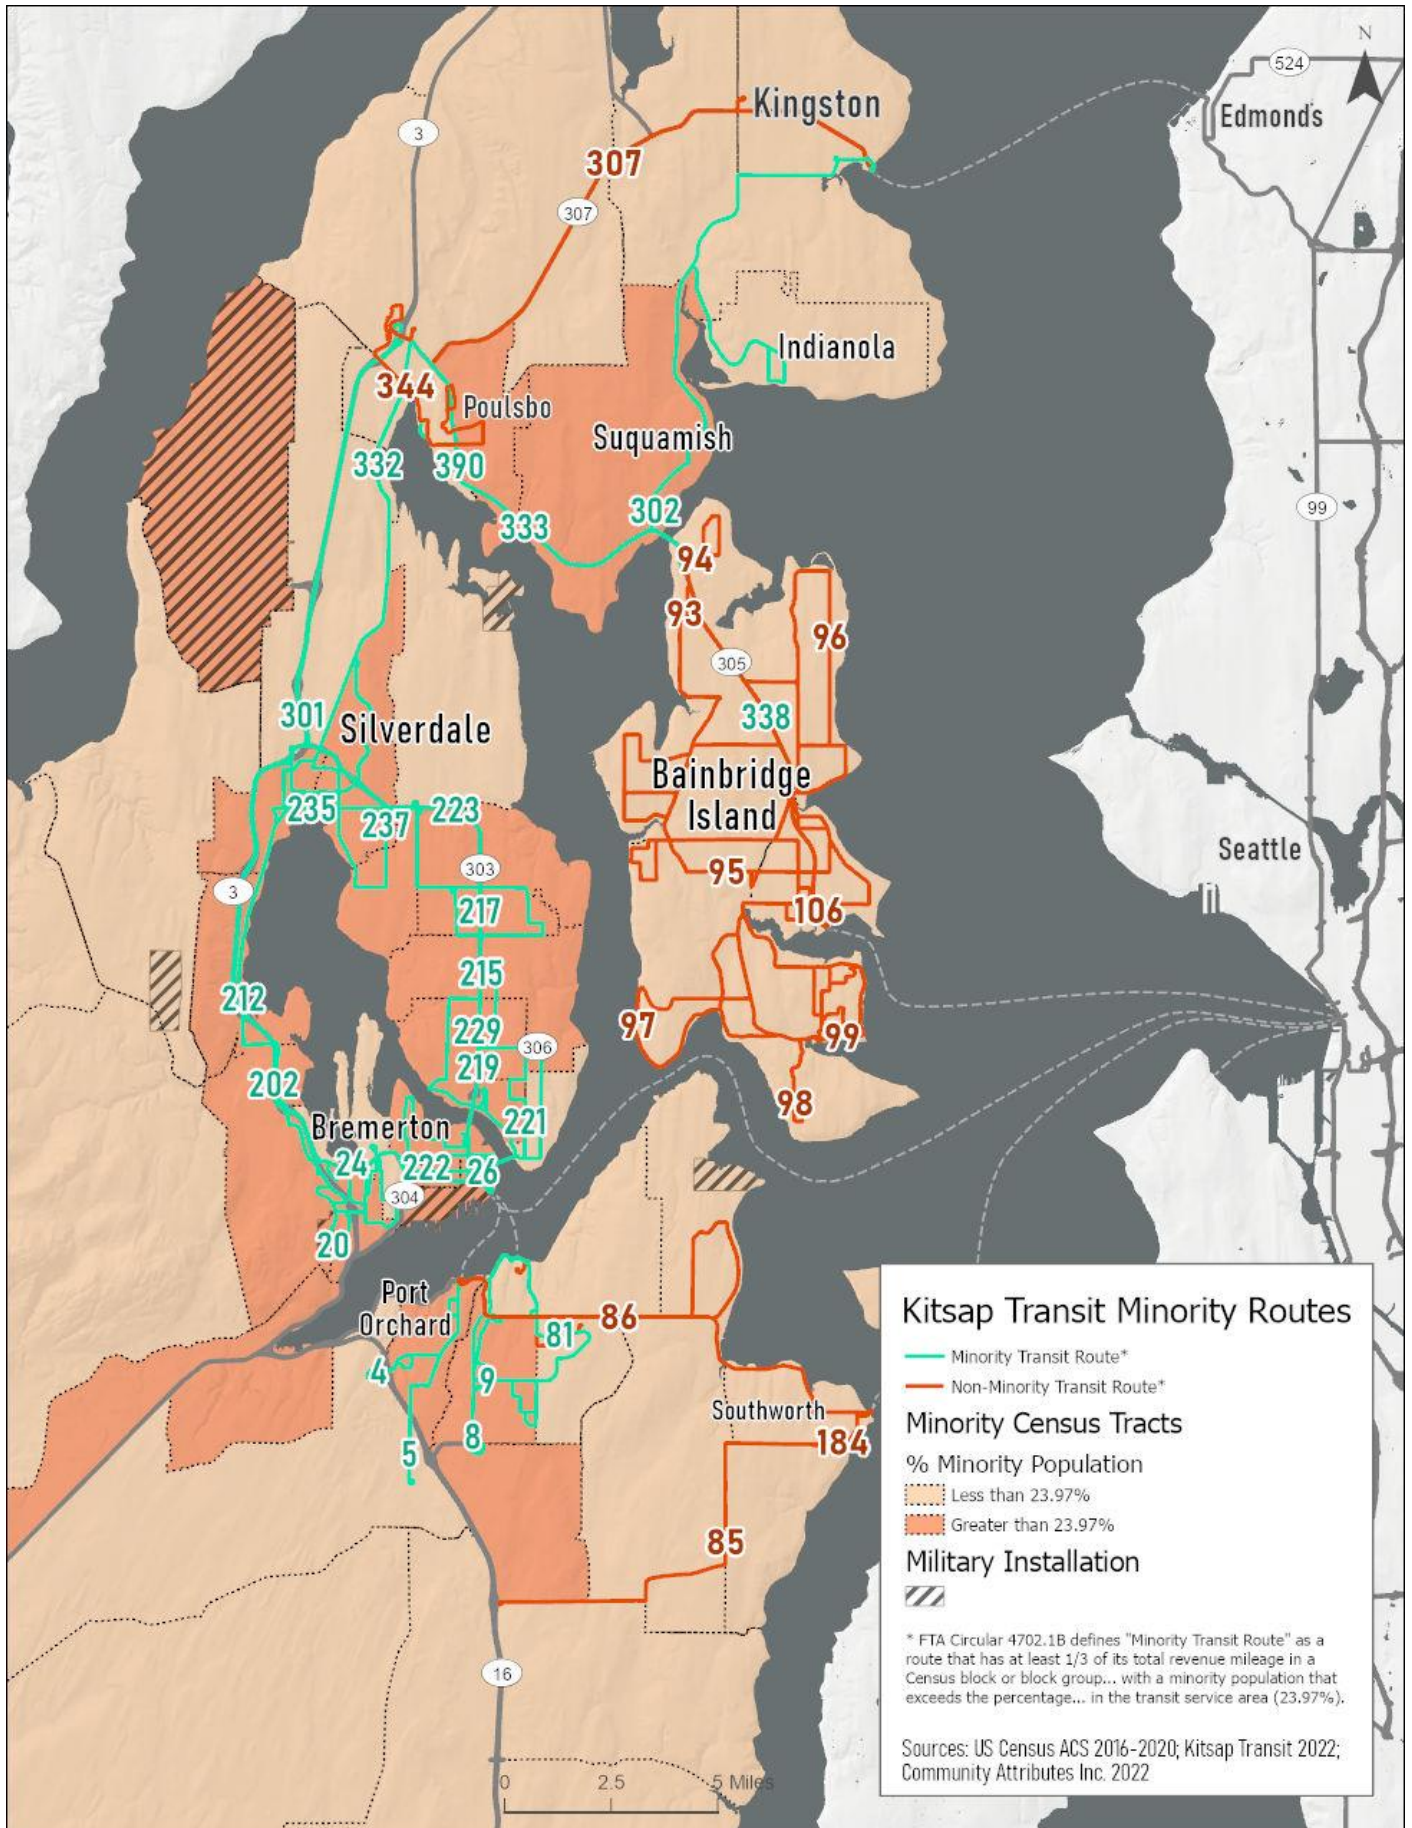 N
524
Kingston
Edmonds
3
307
307
Indianola
344
Poulsbo
Suquamish
332
390
302
333
99
94
93
96
305
301
Silverdale
338
Bainbridge
Island
235
237
223
Seattle
303
3
95
217
106
215
212
97
229
99
306
219
202
98
221
Bremerton
24
222
26
304
20
Port
Orchard
86
81
4
9
Southworth
8
184
5
85
16
0
2.5
5 Miles
Kitsap Transit Minority Routes
Minority Transit Route*
Non-Minority Transit Route*
Minority Census Tracts
% Minority Population
Less than 23.97%
Greater than 23.97%
Military Installation
* FTA Circular 4702.1B defines "Minority Transit Route" as a
route that has at least 1/3 of its total revenue mileage in a
Census block or block group... with a minority population that
exceeds the percentage... in the transit service area (23.97%).
Sources: US Census ACS 2016-2020; Kitsap Transit 2022;
Community Attributes Inc. 2022